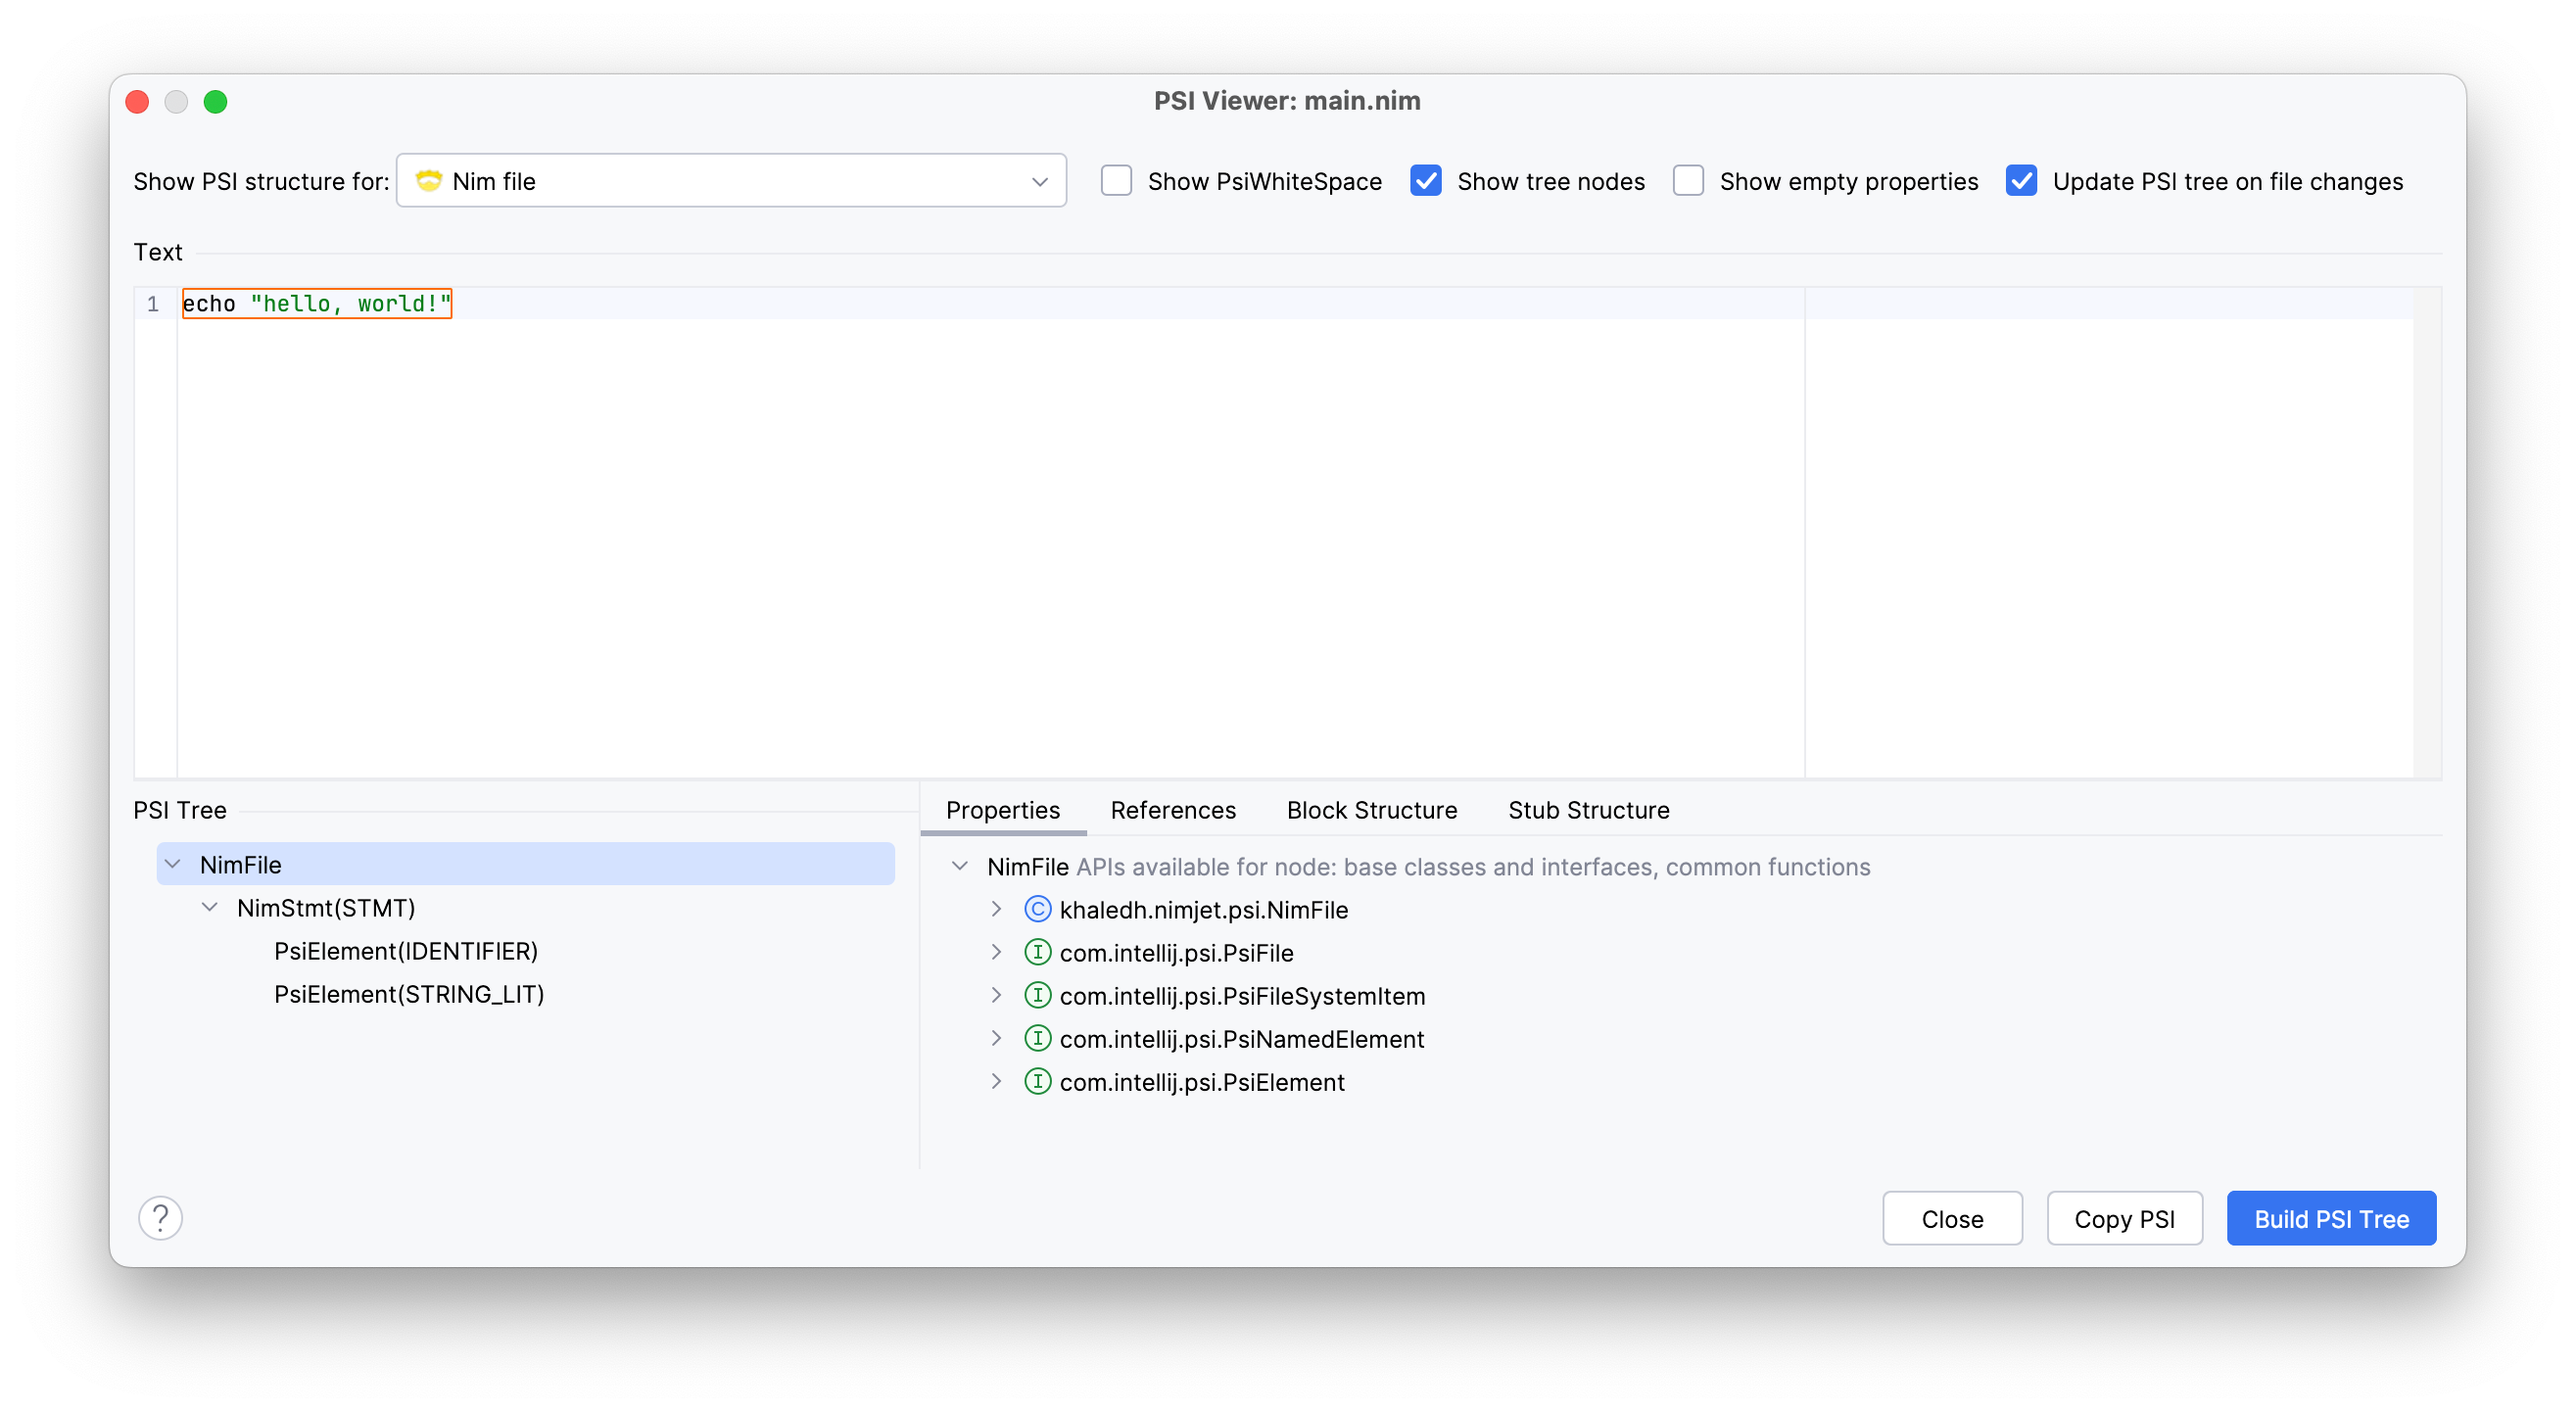 PSI Viewer: main.nim
Show PSI structure for: Nim file Show PsiWhiteSpace Show tree nodes Show empty properties Update PSI tree on file changes
Text
1 echo "hello, world!"
PSI Tree
NimFile
NimStmt(STMT)
PsiElement(IDENTIFIER)
PsiElement(STRING_LIT)
Properties References Block Structure Stub Structure
NimFile APIs available for node: base classes and interfaces, common functions
C khaledh.nimjet.psi.NimFile
I com.intellij.psi.PsiFile
I com.intellij.psi.PsiFileSystemItem
I com.intellij.psi.PsiNamedElement
I com.intellij.psi.PsiElement
? Close Copy PSI Build PSI Tree